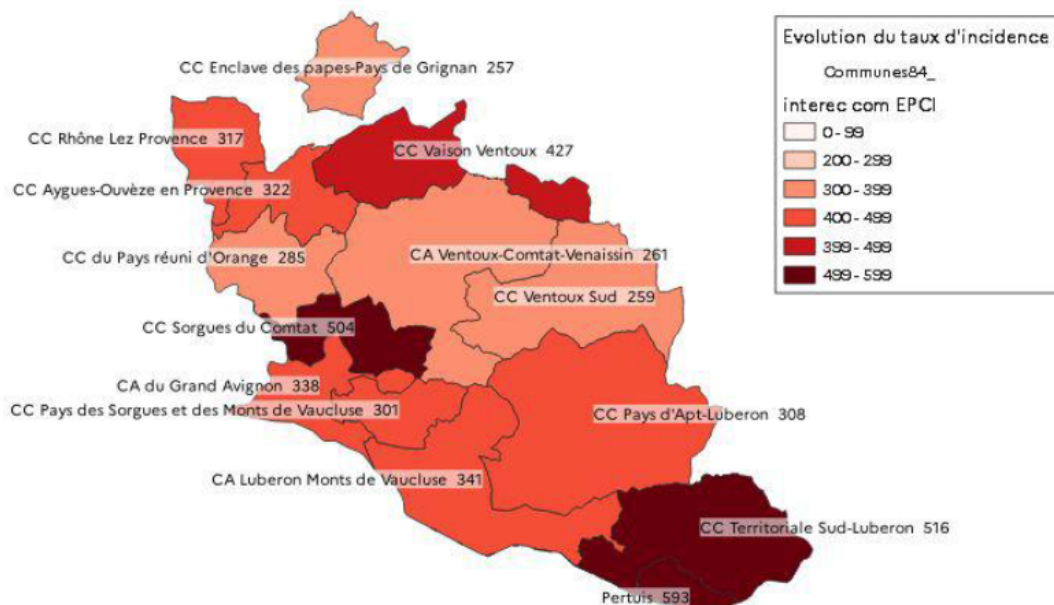 Evolution du taux d'incidence
Communes84_
interec com EPCI
0 - 99
200 - 299
300 - 399
400 - 499
399 - 499
499 - 599
CC Enclave des papes-Pays de Grignan 257
CC Rhône Lez Provence 317
CC Vaison Ventoux 427
CC Aygues-Ouvèze en Provence 322
CC du Pays réuni d'Orange 285
CA Ventoux-Comtat-Venaissin 261
CC Ventoux Sud 259
CC Sorgues du Comtat 504
CA du Grand Avignon 338
CC Pays des Sorgues et des Monts de Vaucluse 301
CC Pays d'Apt-Luberon 308
CA Luberon Monts de Vaucluse 341
CC Territoriale Sud-Luberon 516
Pertuis 593